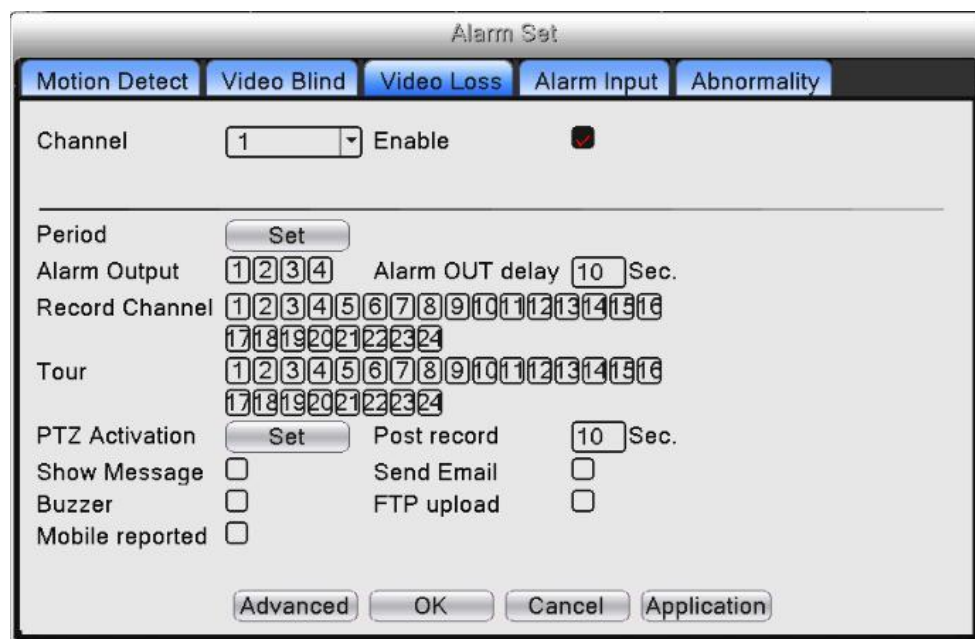 Alarm Set
Motion Detect Video Blind Video Loss Alarm Input Abnormality
Channel 1 Enable
Period Set
Alarm Output 1 2 3 4 Alarm OUT delay 10 Sec.
Record Channel 1 2 3 4 5 6 7 8 9 10 11 12 13 14 15 16
17 18 19 20 21 22 23 24
Tour 1 2 3 4 5 6 7 8 9 10 11 12 13 14 15 16
17 18 19 20 21 22 23 24
PTZ Activation Set Post record 10 Sec.
Show Message Send Email
Buzzer FTP upload
Mobile reported
Advanced OK Cancel Application